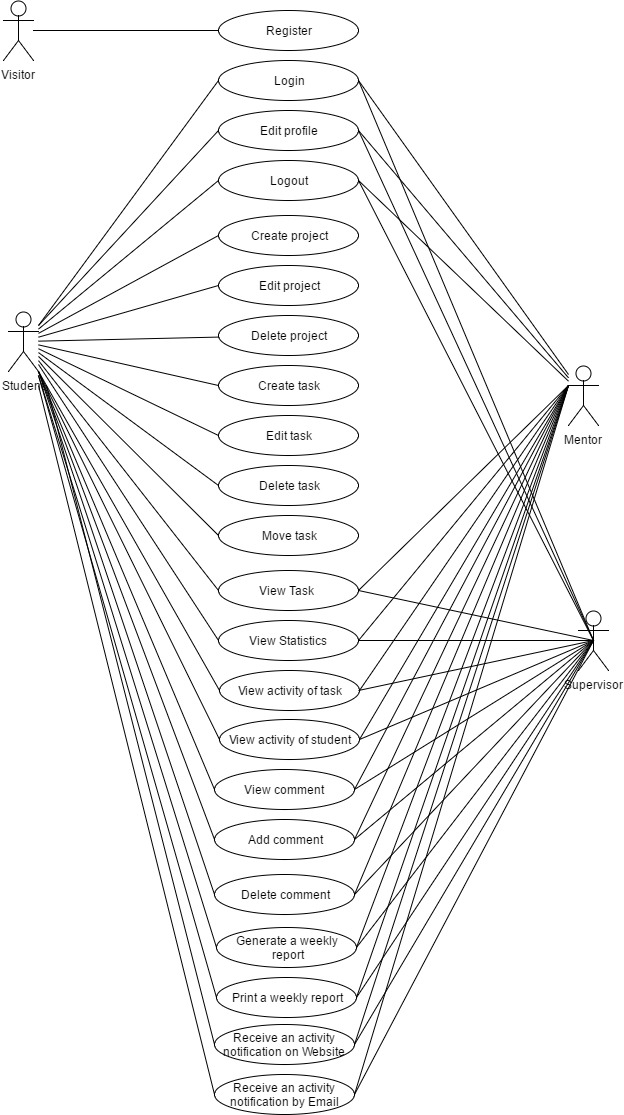 Visitor
Register
Login
Edit profile
Logout
Create project
Edit project
Delete project
Student
Create task
Mentor
Edit task
Delete task
Move task
View Task
View Statistics
Supervisor
View activity of task
View activity of student
View comment
Add comment
Delete comment
Generate a weekly
report
Print a weekly report
Receive an activity
notification on Website
Receive an activity
notification by Email